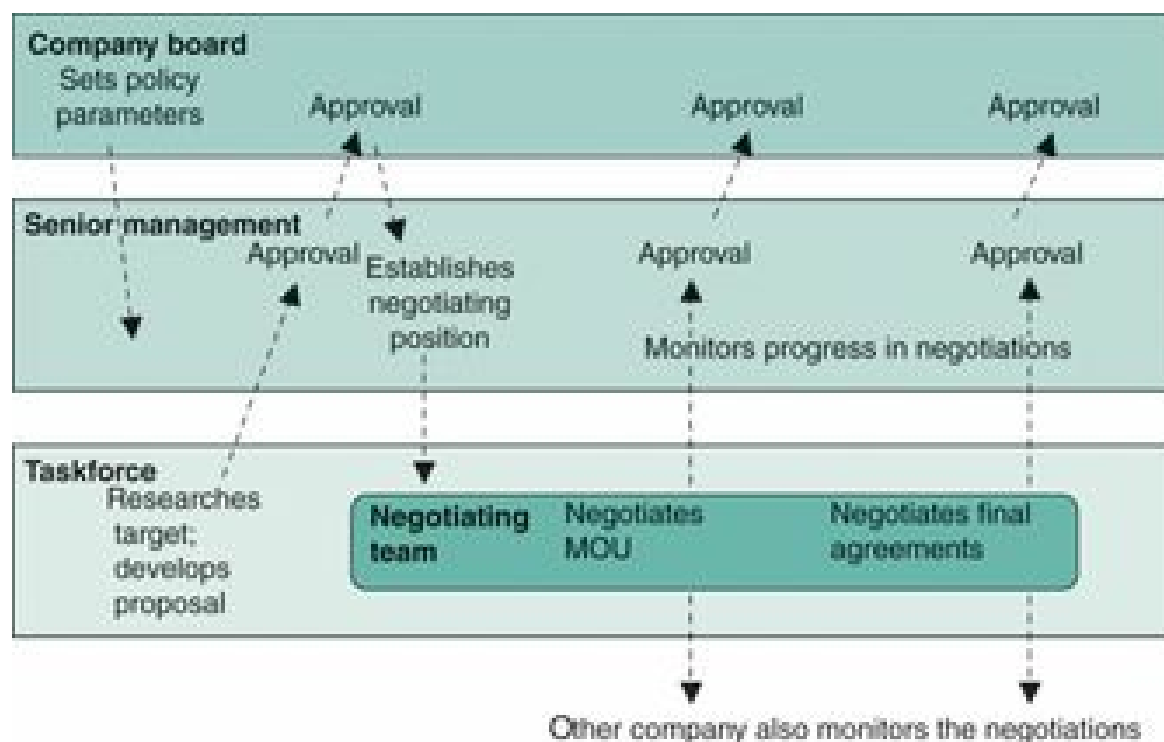 Company board
Sets policy
parameters
Approval
Approval
Approval
Senior management
Approval
Establishes
negotiating
position
Approval
Approval
Monitors progress in negotiations
Taskforce
Researches
target;
develops
proposal
Negotiating
team
Negotiates
MOU
Negotiates final
agreements
Other company also monitors the negotiations